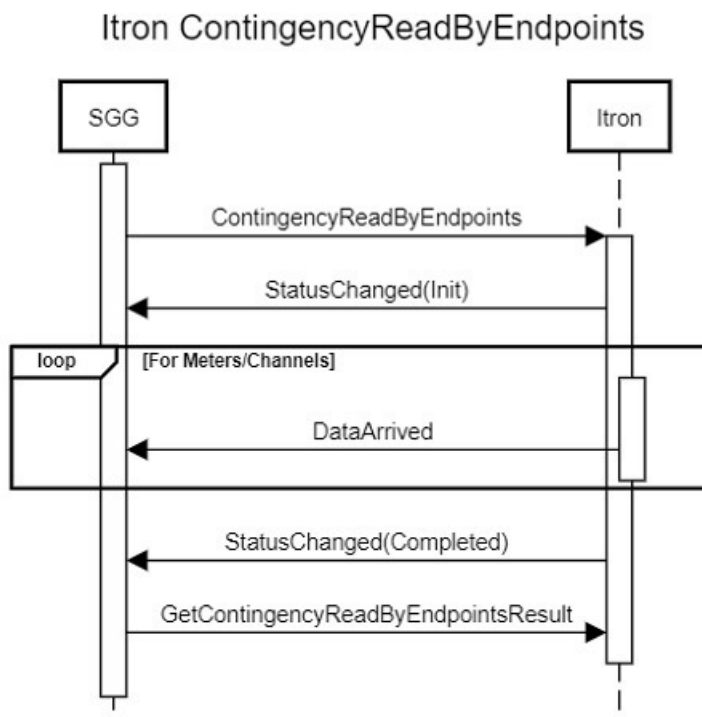 Itron ContingencyReadByEndpoints
SGG
Itron
ContingencyReadByEndpoints
StatusChanged(Init)
loop
[For Meters/Channels]
DataArrived
StatusChanged(Completed)
GetContingencyReadByEndpointsResult